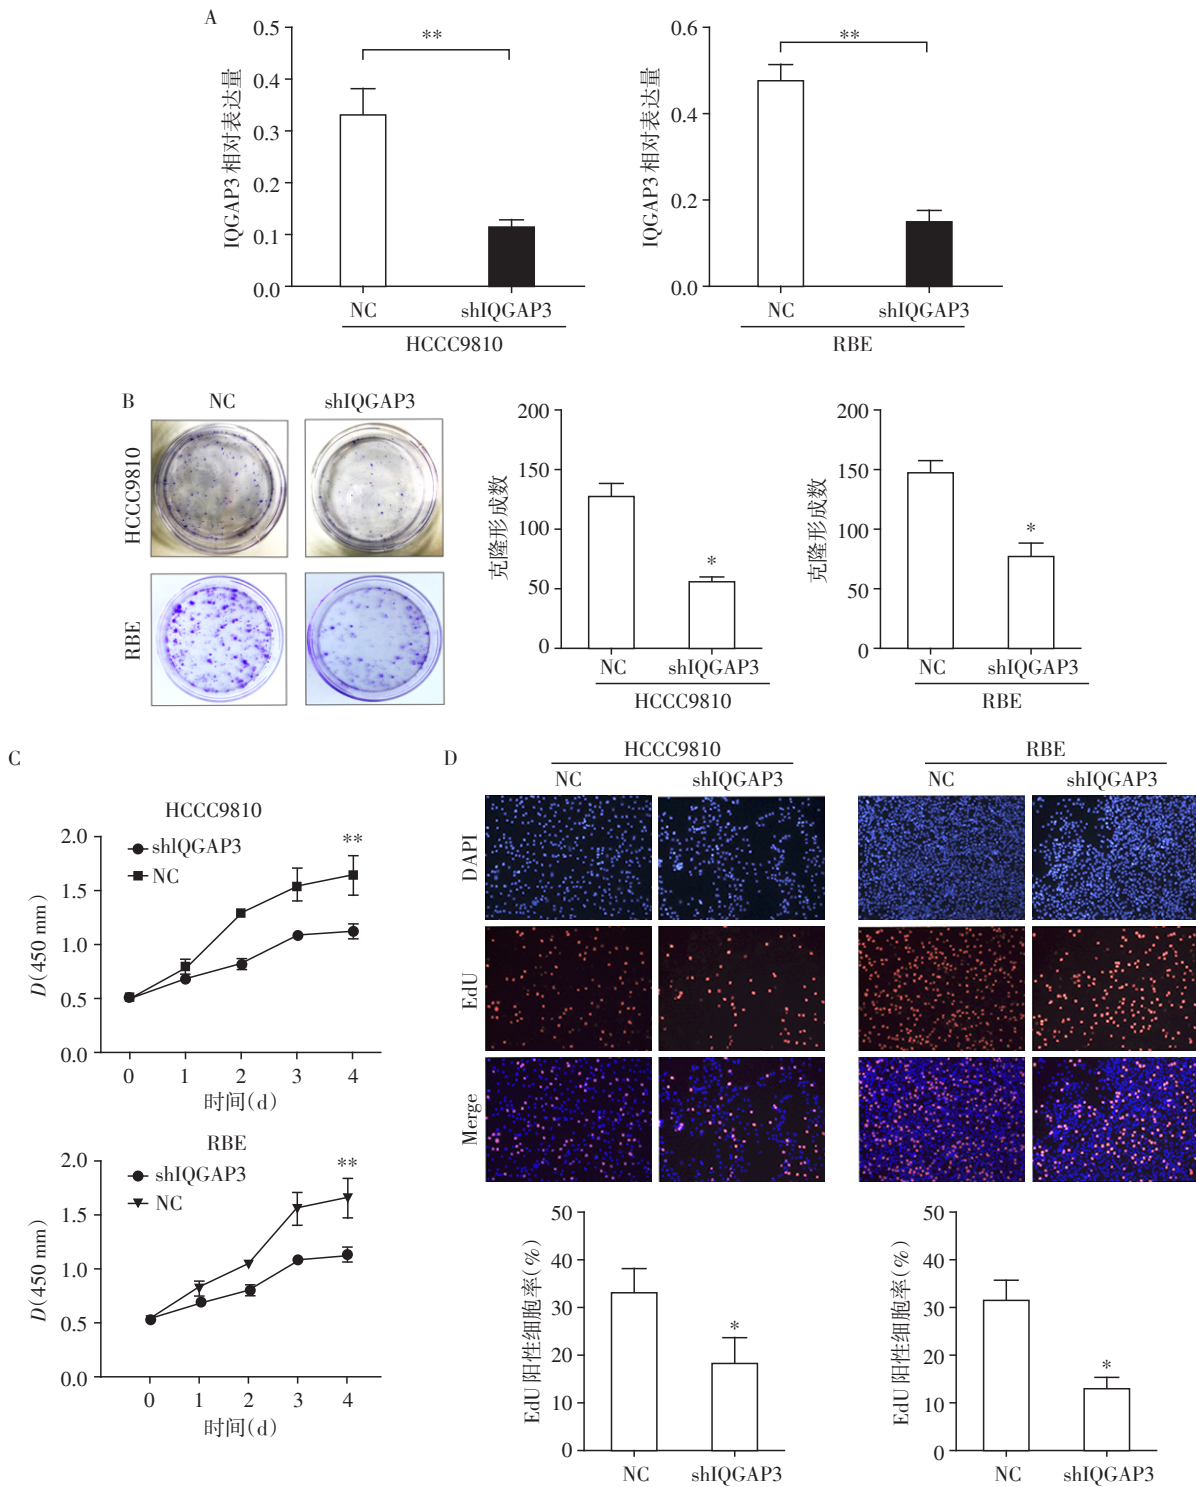 A
0.5
0.4
0.3
0.2
0.1
0.0
IQGAP3 相对表达量
**
NC
shIQGAP3
HCCC9810
0.6
0.4
0.2
0.0
IQGAP3 相对表达量
**
NC
shIQGAP3
RBE
B
NC
shIQGAP3
HCCC9810
RBE
200
150
100
50
0
克隆形成数
*
NC
shIQGAP3
HCCC9810
200
150
100
50
0
克隆形成数
*
NC
shIQGAP3
RBE
C
HCCC9810
2.0
1.5
1.0
0.5
0.0
D(450 mm)
shIQGAP3
NC
**
0 1 2 3 4
时间(d)
RBE
2.0
1.5
1.0
0.5
0.0
D(450 mm)
shIQGAP3
NC
**
0 1 2 3 4
时间(d)
D
HCCC9810
RBE
NC
shIQGAP3
NC
shIQGAP3
DAPI
EdU
Merge
50
40
30
20
10
0
EdU 阳性细胞率(%)
*
NC
shIQGAP3
50
40
30
20
10
0
EdU 阳性细胞率(%)
*
NC
shIQGAP3